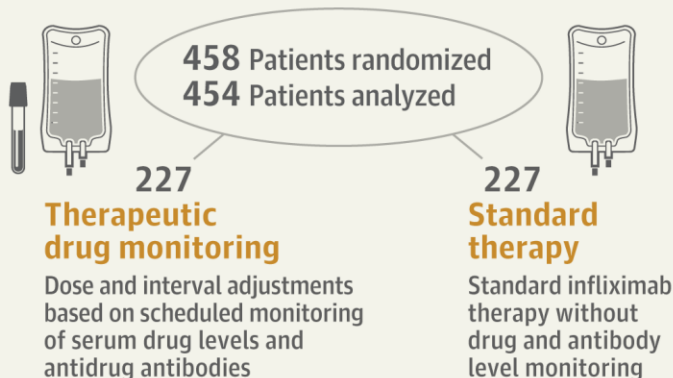 458 Patients randomized
454 Patients analyzed
227
Therapeutic
drug monitoring
Dose and interval adjustments
based on scheduled monitoring
of serum drug levels and
antidrug antibodies
227
Standard
therapy
Standard infliximab
therapy without
drug and antibody
level monitoring